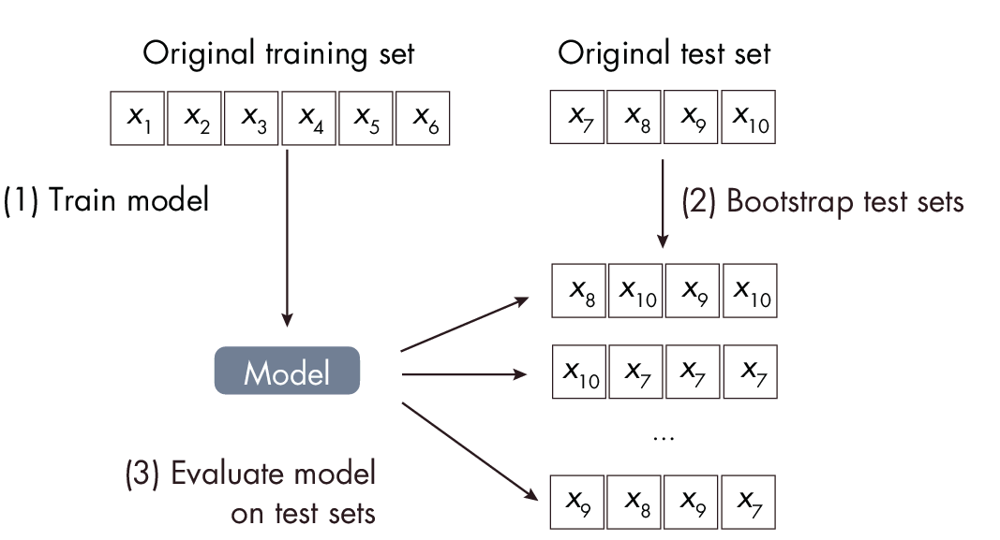 Original training set
Original test set
x₁ x₂ x₃ x₄ x₅ x₆
x₇ x₈ x₉ x₁₀
(1) Train model
(2) Bootstrap test sets
x₈ x₁₀ x₉ x₁₀
Model
x₁₀ x₇ x₇ x₇
...
(3) Evaluate model
on test sets
x₉ x₈ x₉ x₇